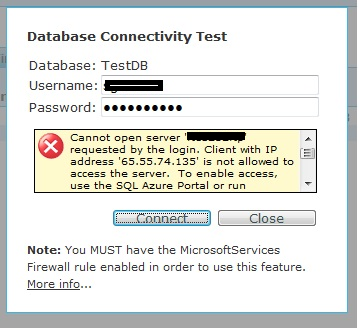 Database Connectivity Test
Database: TestDB
Username:
Password: ●●●●●●●●●●
Cannot open server '
requested by the login. Client with IP
address '65.55.74.135' is not allowed to
access the server. To enable access,
use the SQL Azure Portal or run
Connect
Close
Note: You MUST have the MicrosoftServices
Firewall rule enabled in order to use this feature.
More info...